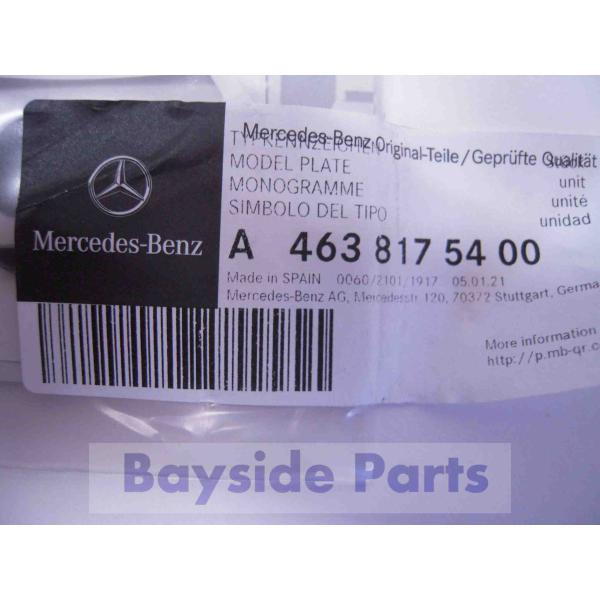 Mercedes-Benz Original-Teile/Geprüfte Qualität
TYPKENNZEICHEN
MODEL PLATE
MONOGRAMME
SIMBOLO DEL TIPO
unit
unité
unidad
Mercedes-Benz
A 463 817 54 00
Made in SPAIN 0060/2101/1917 05.01.21
Mercedes-Benz AG, Mercedesstr. 120, 70372 Stuttgart, Germa
More information
http://p.mb-qr.c
Bayside Parts